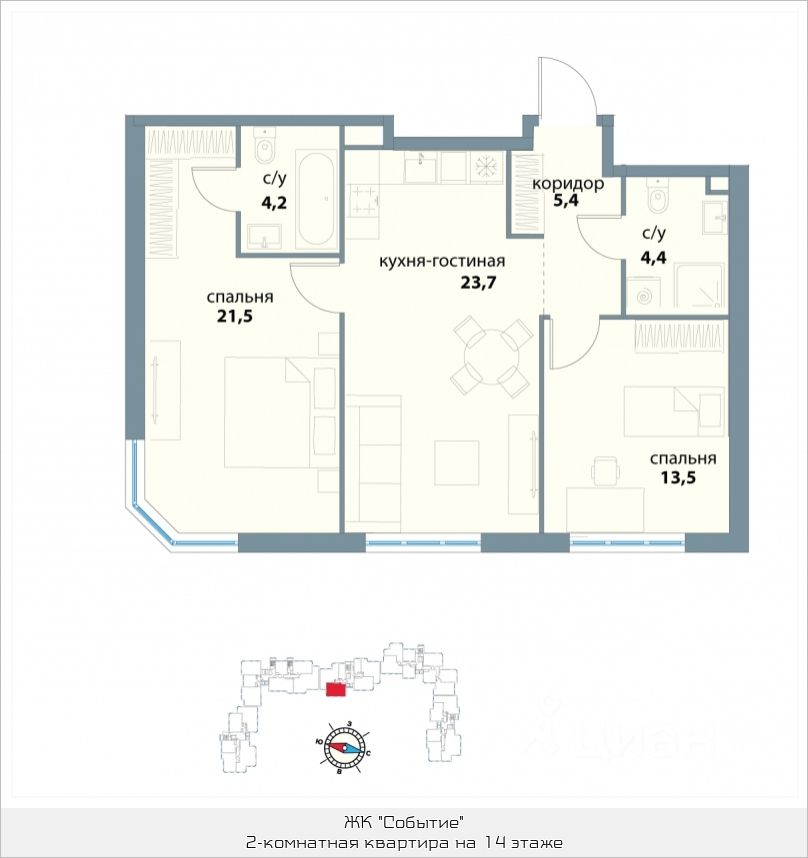 с/у
4,2
коридор
5,4
с/у
4,4
кухня-гостиная
23,7
спальня
21,5
спальня
13,5
З
Ю
С
В
Циан
ЖК "Событие"
2-комнатная квартира на 14 этаже